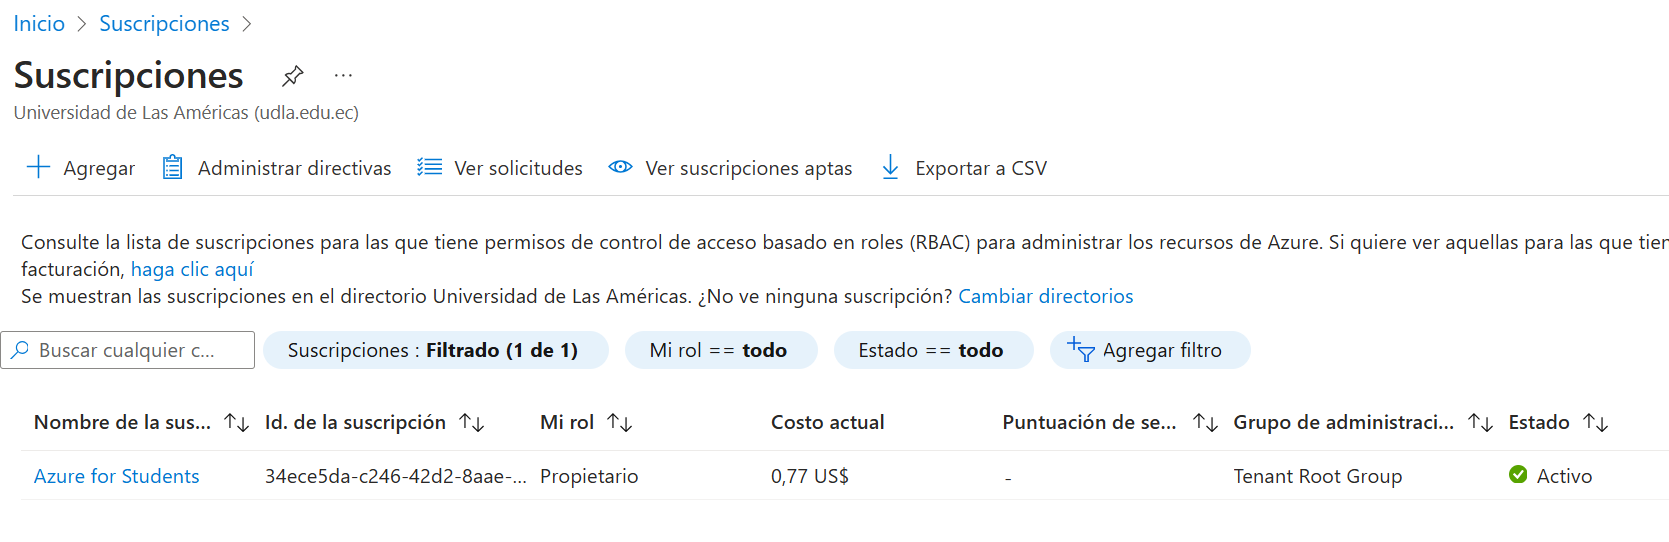 Inicio > Suscripciones >
Suscripciones ...
Universidad de Las Américas (udla.edu.ec)
Agregar Administrar directivas Ver solicitudes Ver suscripciones aptas Exportar a CSV
Consulte la lista de suscripciones para las que tiene permisos de control de acceso basado en roles (RBAC) para administrar los recursos de Azure. Si quiere ver aquellas para las que tien
facturación, haga clic aquí
Se muestran las suscripciones en el directorio Universidad de Las Américas. ¿No ve ninguna suscripción? Cambiar directorios
Buscar cualquier c... Suscripciones : Filtrado (1 de 1) Mi rol == todo Estado == todo Agregar filtro
Nombre de la sus... Id. de la suscripción Mi rol Costo actual Puntuación de se... Grupo de administraci... Estado
Azure for Students 34ece5da-c246-42d2-8aae-... Propietario 0,77 US$ - Tenant Root Group Activo